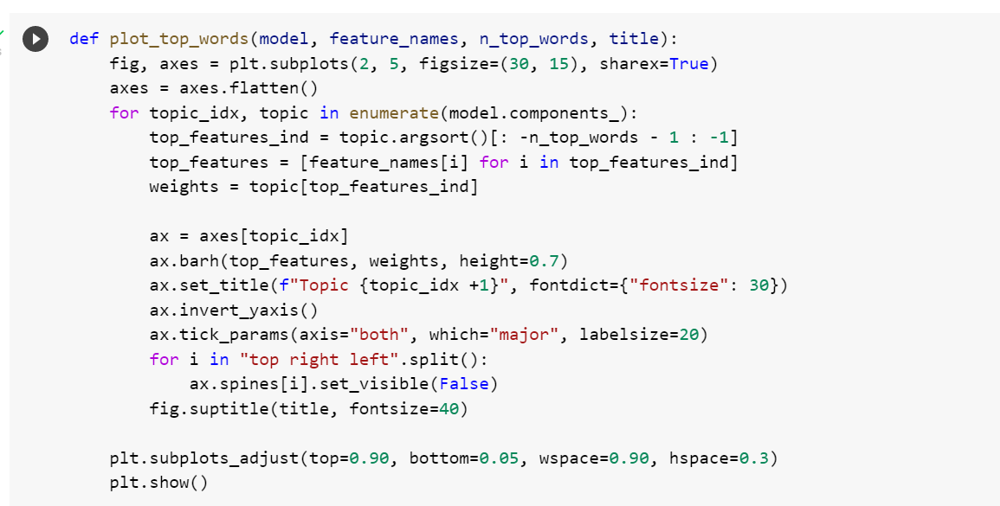 def plot_top_words(model, feature_names, n_top_words, title):
    fig, axes = plt.subplots(2, 5, figsize=(30, 15), sharex=True)
    axes = axes.flatten()
    for topic_idx, topic in enumerate(model.components_):
        top_features_ind = topic.argsort()[: -n_top_words - 1 : -1]
        top_features = [feature_names[i] for i in top_features_ind]
        weights = topic[top_features_ind]

        ax = axes[topic_idx]
        ax.barh(top_features, weights, height=0.7)
        ax.set_title(f"Topic {topic_idx +1}", fontdict={"fontsize": 30})
        ax.invert_yaxis()
        ax.tick_params(axis="both", which="major", labelsize=20)
        for i in "top right left".split():
            ax.spines[i].set_visible(False)
        fig.suptitle(title, fontsize=40)

    plt.subplots_adjust(top=0.90, bottom=0.05, wspace=0.90, hspace=0.3)
    plt.show()